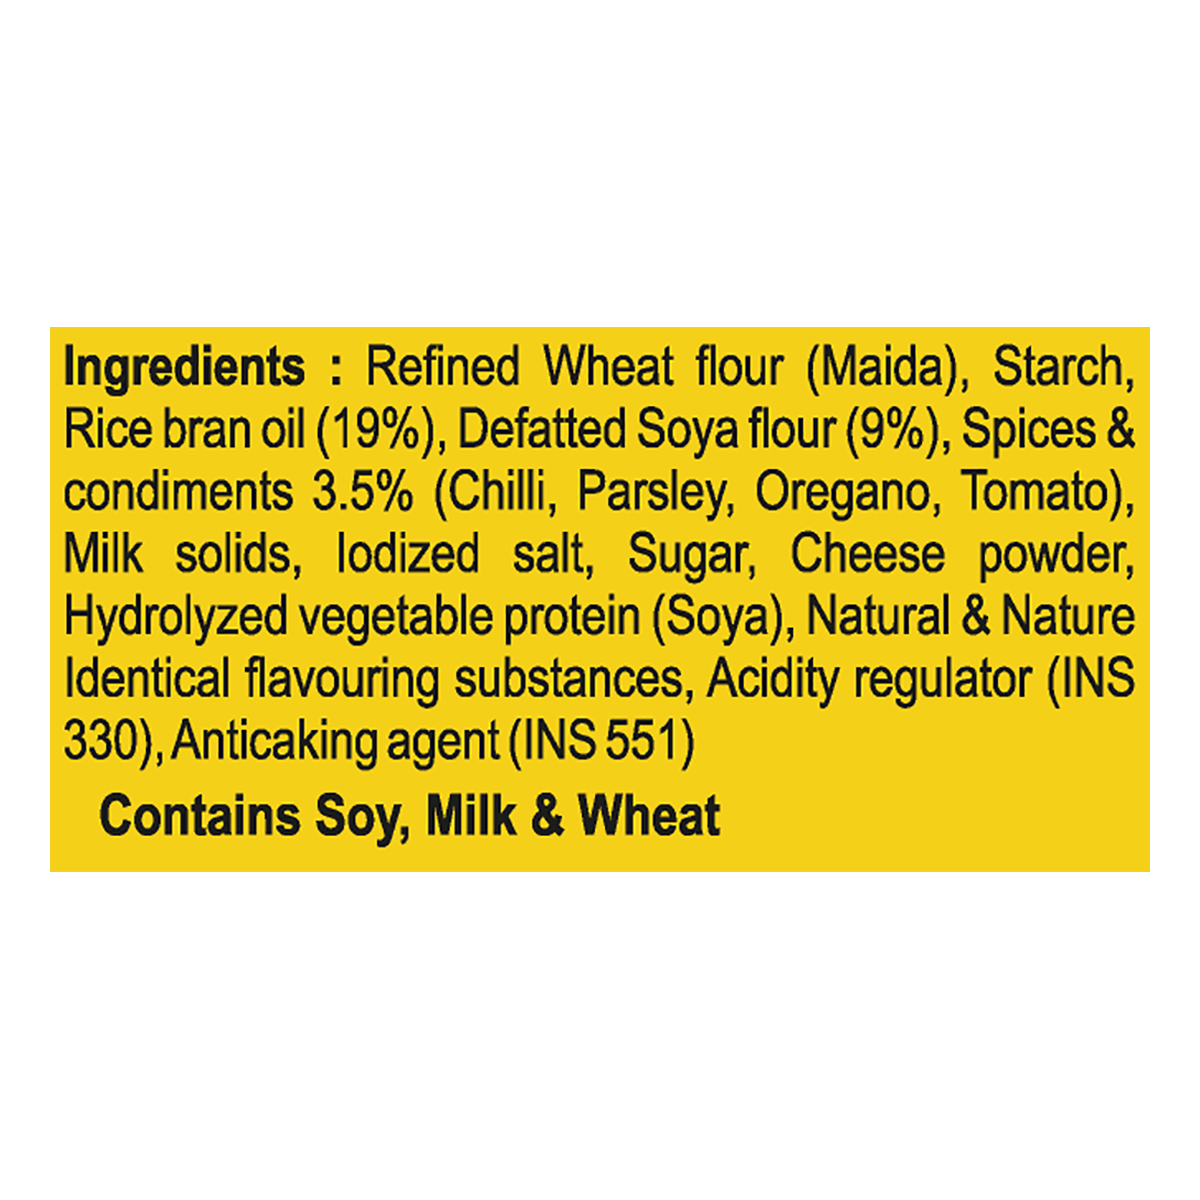 Ingredients : Refined Wheat flour (Maida), Starch,
Rice bran oil (19%), Defatted Soya flour (9%), Spices &
condiments 3.5% (Chilli, Parsley, Oregano, Tomato),
Milk solids, Iodized salt, Sugar, Cheese powder,
Hydrolyzed vegetable protein (Soya), Natural & Nature
Identical flavouring substances, Acidity regulator (INS
330), Anticaking agent (INS 551)
Contains Soy, Milk & Wheat